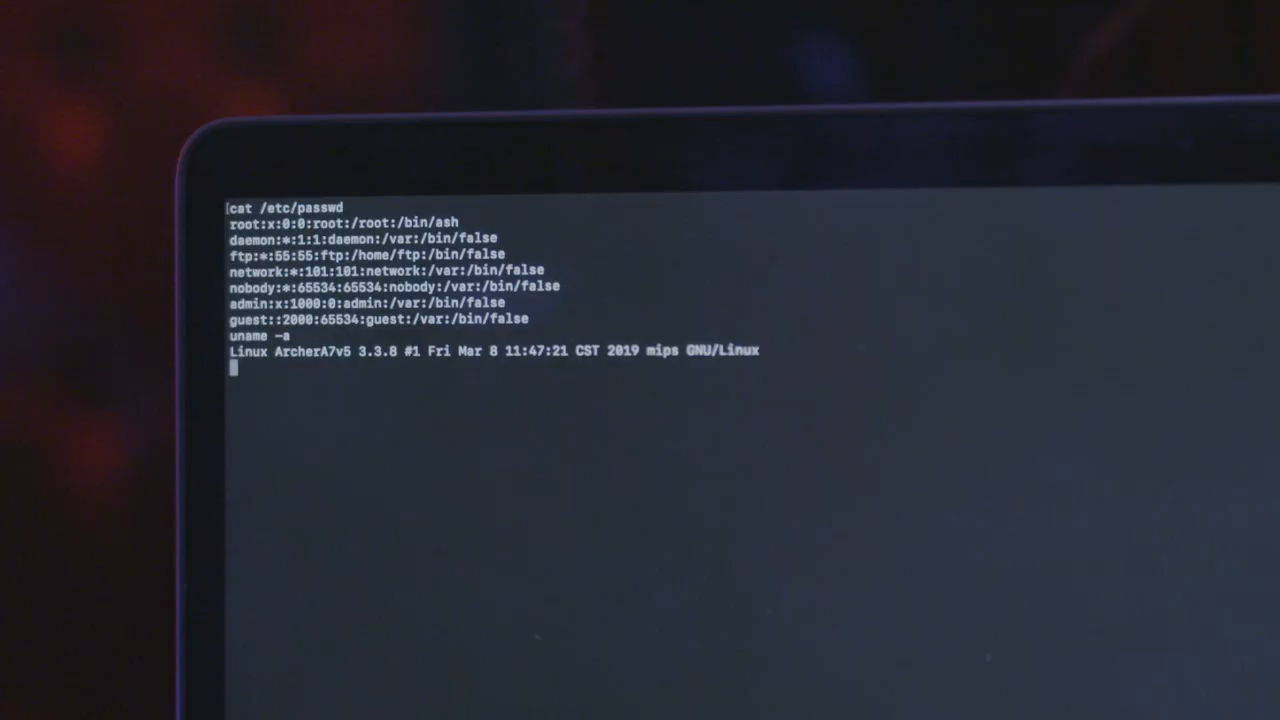 [cat /etc/passwd
root:x:0:0:root:/root:/bin/ash
daemon:*:1:1:daemon:/var:/bin/false
ftp:*:55:55:ftp:/home/ftp:/bin/false
network:*:101:101:network:/var:/bin/false
nobody:*:65534:65534:nobody:/var:/bin/false
admin:x:1000:0:admin:/var:/bin/false
guest::2000:65534:guest:/var:/bin/false
uname -a
Linux ArcherA7v5 3.3.8 #1 Fri Mar 8 11:47:21 CST 2019 mips GNU/Linux